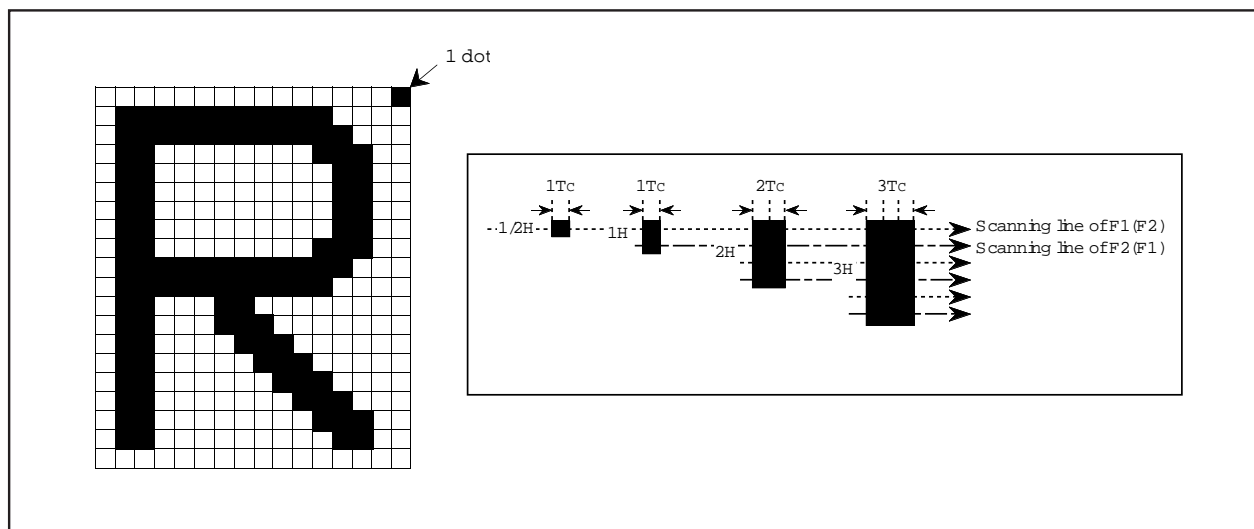 1 dot
1Tc 1Tc 2Tc 3Tc
1/2H
1H
2H
3H
Scanning line of F1(F2)
Scanning line of F2(F1)